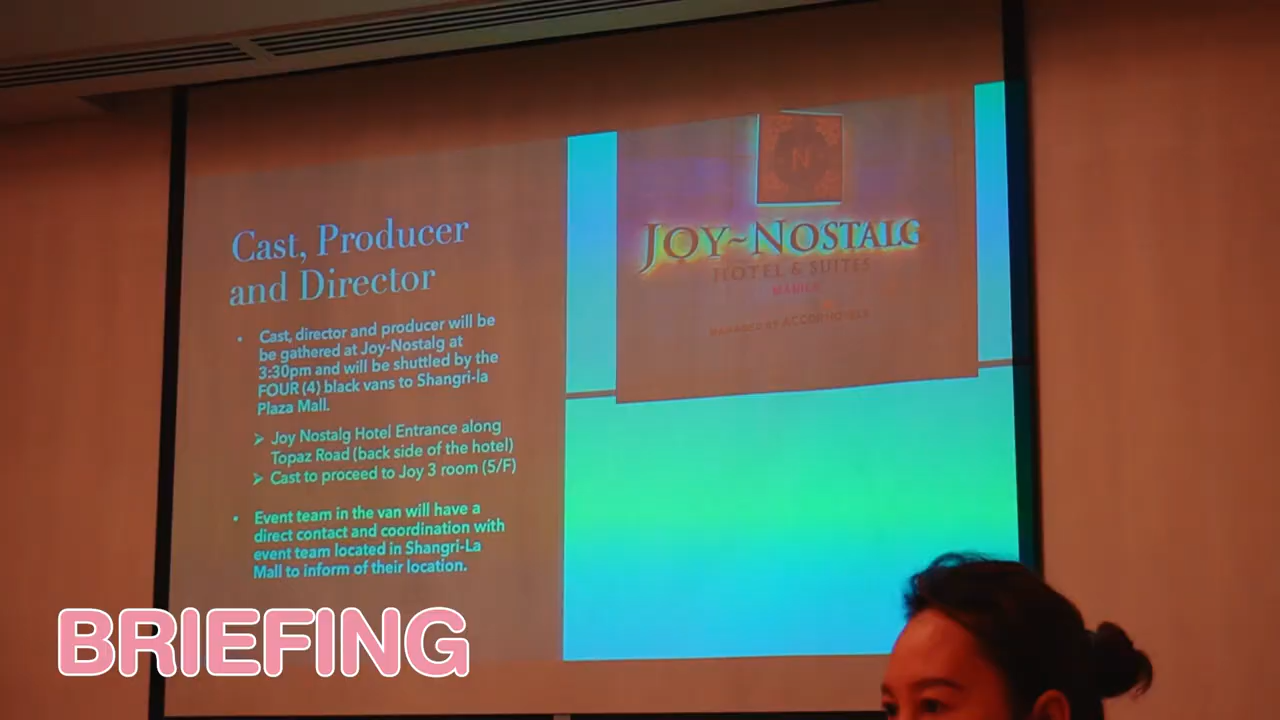 Cast, Producer
and Director
• Cast, director and producer will be
be gathered at Joy-Nostalg at
3:30pm and will be shuttled by the
FOUR (4) black vans to Shangri-la
Plaza Mall.
➢ Joy Nostalg Hotel Entrance along
Topaz Road (back side of the hotel)
➢ Cast to proceed to Joy 3 room (5/F)
• Event team in the van will have a
direct contact and coordination with
event team located in Shangri-La
Mall to inform of their location.
N
JOY~NOSTALG
HOTEL & SUITES
MANILA
MANAGED BY ACCORHOTELS
BRIEFING